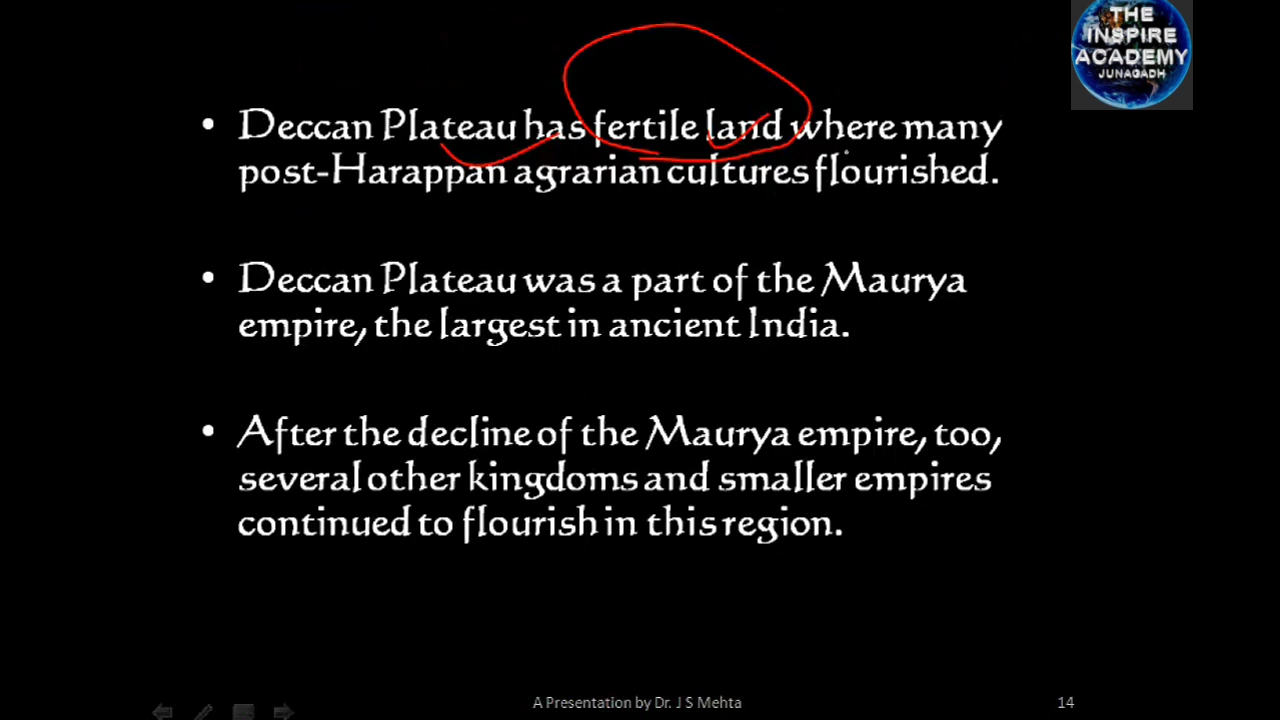 THE
INSPIRE
ACADEMY
JUNAGADH
• Deccan Plateau has fertile land where many
post-Harappan agrarian cultures flourished.
• Deccan Plateau was a part of the Maurya
empire, the largest in ancient India.
• After the decline of the Maurya empire, too,
several other kingdoms and smaller empires
continued to flourish in this region.
A Presentation by Dr. J S Mehta
14